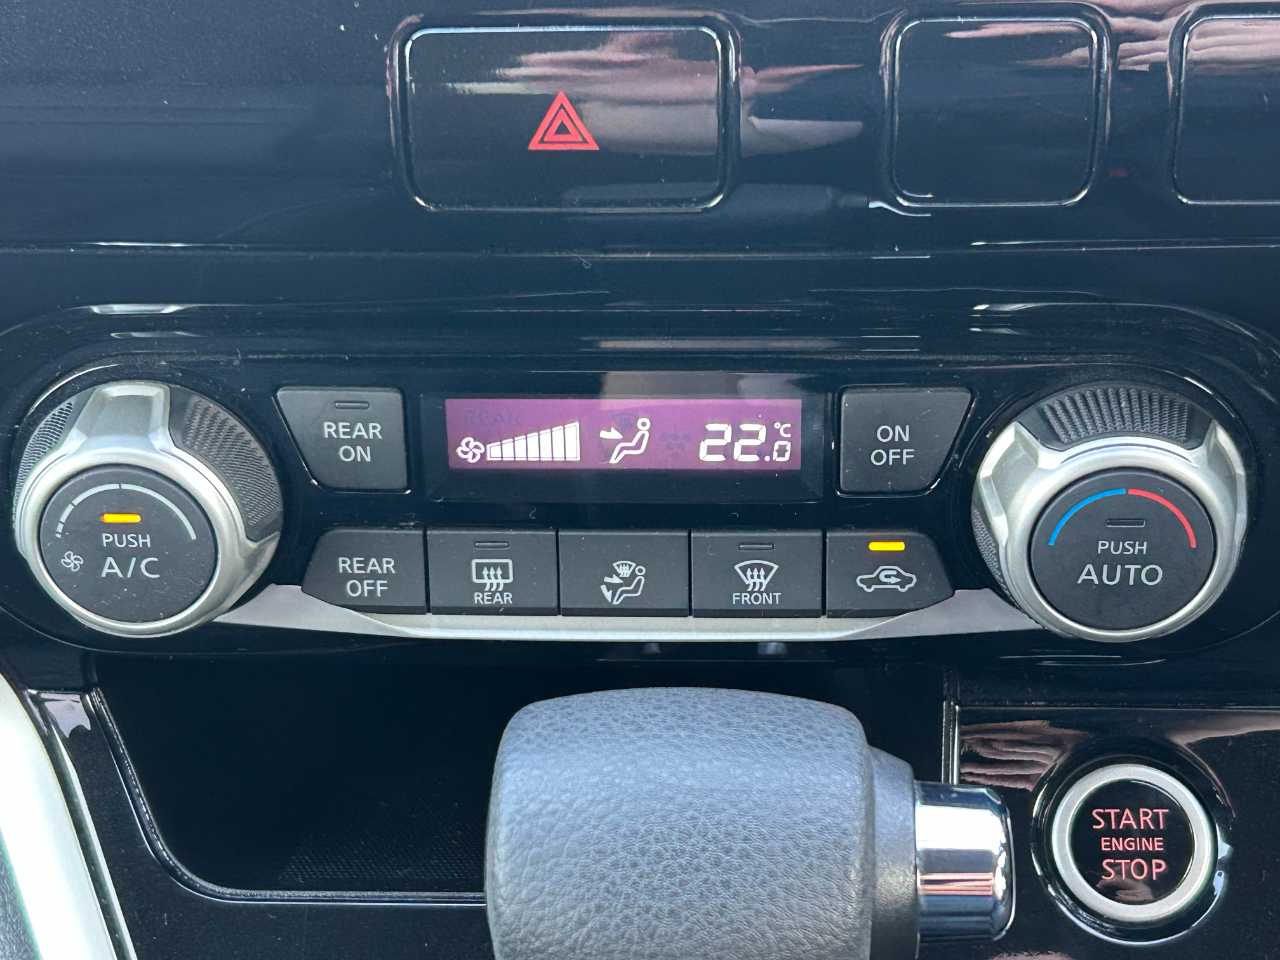 REAR
ON
22.0
°C
ON
OFF
PUSH
A/C
REAR
OFF
REAR
FRONT
PUSH
AUTO
START
ENGINE
STOP